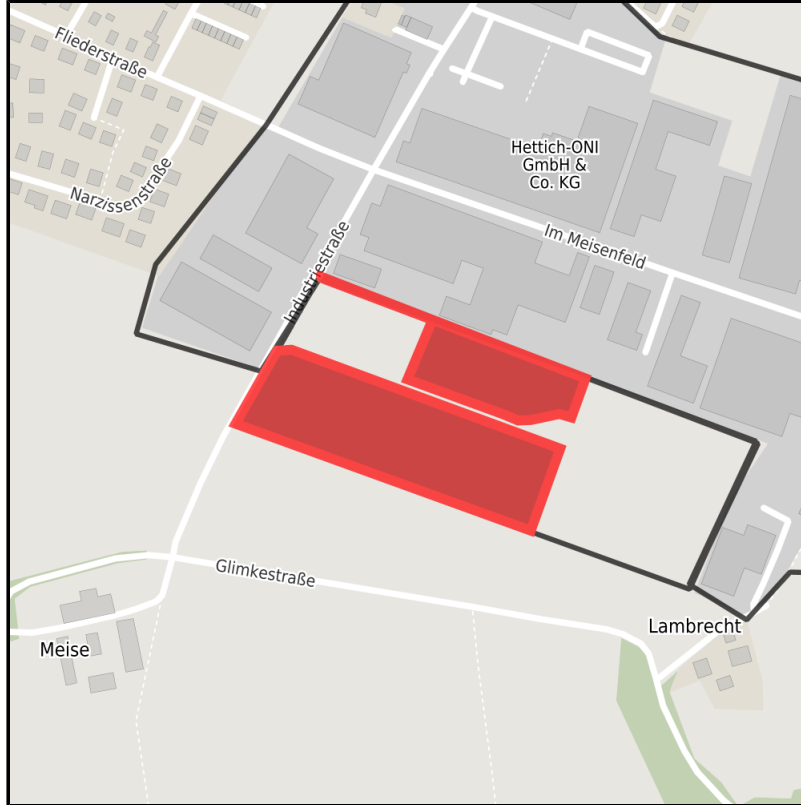 Fliederstraße
Hettich-ONI
GmbH &
Co. KG
Narzissenstraße
Im Meisenfeld
Industriestraße
Glimkestraße
Lambrecht
Meise